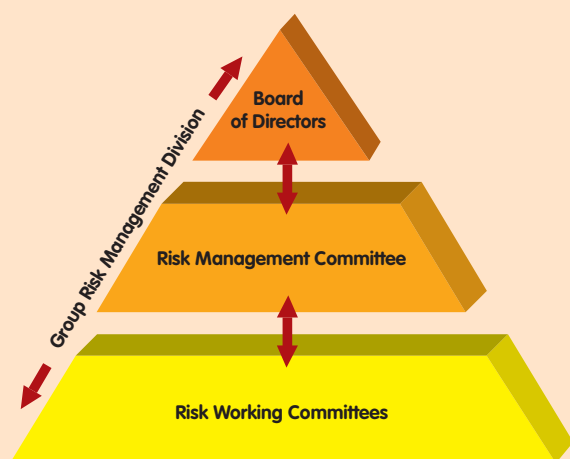 Board
of Directors
Group Risk Management Division
Risk Management Committee
Risk Working Committees